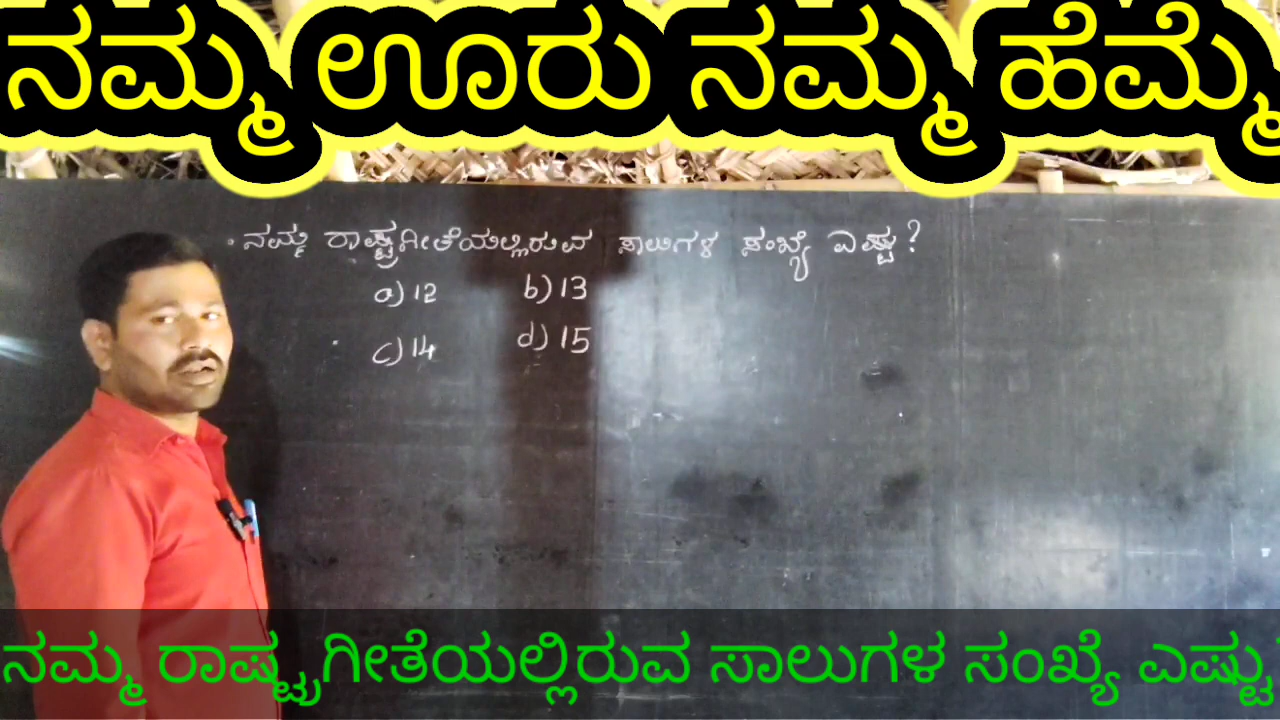 ನಮ್ಮ ಊರು ನಮ್ಮ ಹೆಮ್ಮೆ
. ನಮ್ಮ ರಾಷ್ಟ್ರಗೀತೆಯಲ್ಲಿರುವ ಸಾಲುಗಳ ಸಂಖ್ಯೆ ಎಷ್ಟು?
a) 12 b) 13
c) 14 d) 15
ನಮ್ಮ ರಾಷ್ಟ್ರಗೀತೆಯಲ್ಲಿರುವ ಸಾಲುಗಳ ಸಂಖ್ಯೆ ಎಷ್ಟು